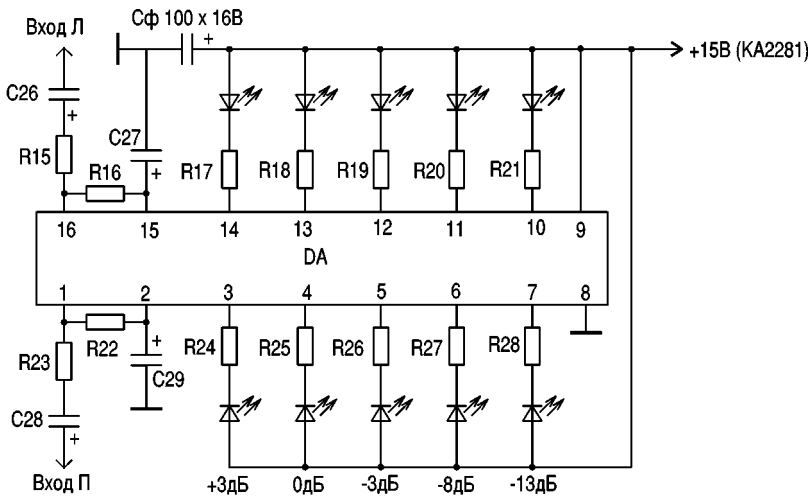 Вход Л
Сф 100 x 16В
+
+15В (KA2281)
C26
+
C27
+
R15
R16
R17
R18
R19
R20
R21
16 15 14 13 12 11 10 9
DA
1 2 3 4 5 6 7 8
R22
+
R23
C29
R24
R25
R26
R27
R28
C28
+
Вход П
+3дБ 0дБ -3дБ -8дБ -13дБ